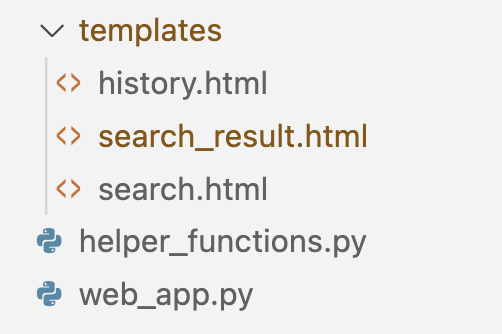 templates
history.html
search_result.html
search.html
helper_functions.py
web_app.py